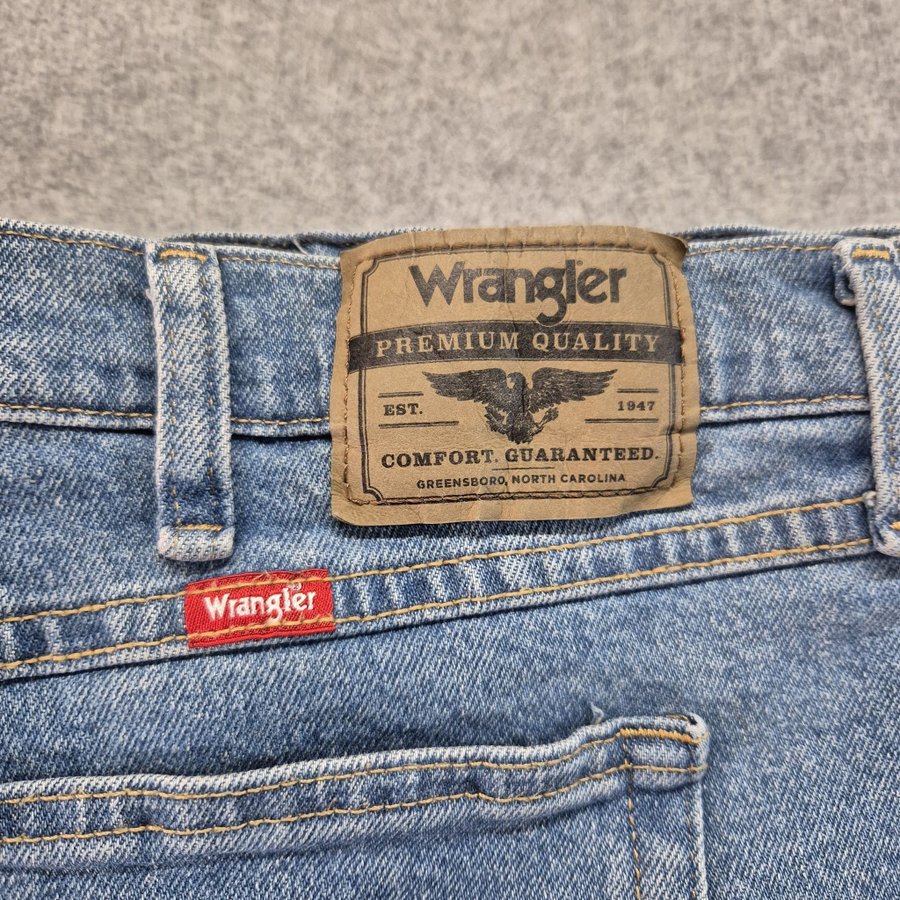 Wrangler
PREMIUM QUALITY
EST. 1947
COMFORT. GUARANTEED.
GREENSBORO, NORTH CAROLINA
Wrangler®